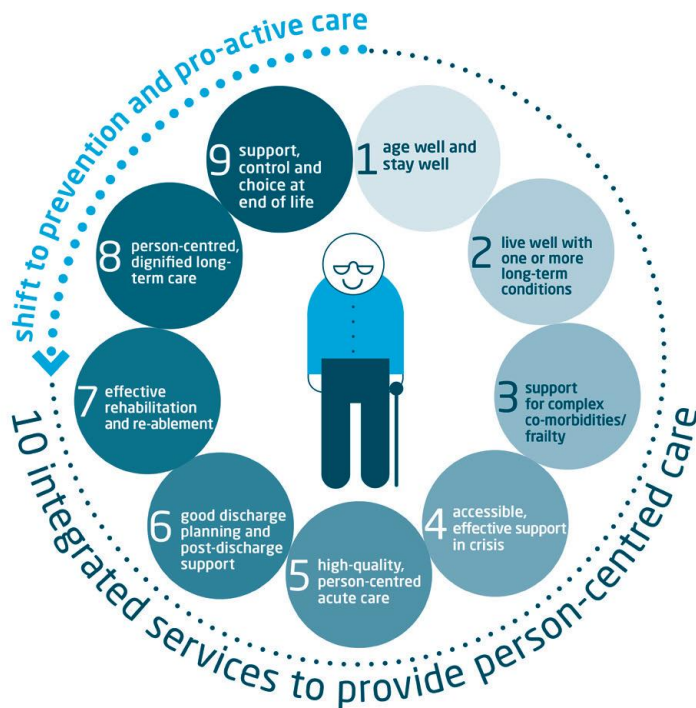 shift to prevention and pro-active care
1 age well and
stay well
2 live well with
one or more
long-term
conditions
3 support
for complex
co-morbidities/
frailty
4 accessible,
effective support
in crisis
5 high-quality,
person-centred
acute care
6 good discharge
planning and
post-discharge
support
7 effective
rehabilitation
and re-ablement
8 person-centred,
dignified long-
term care
9 support,
control and
choice at
end of life
10 integrated services to provide person-centred care